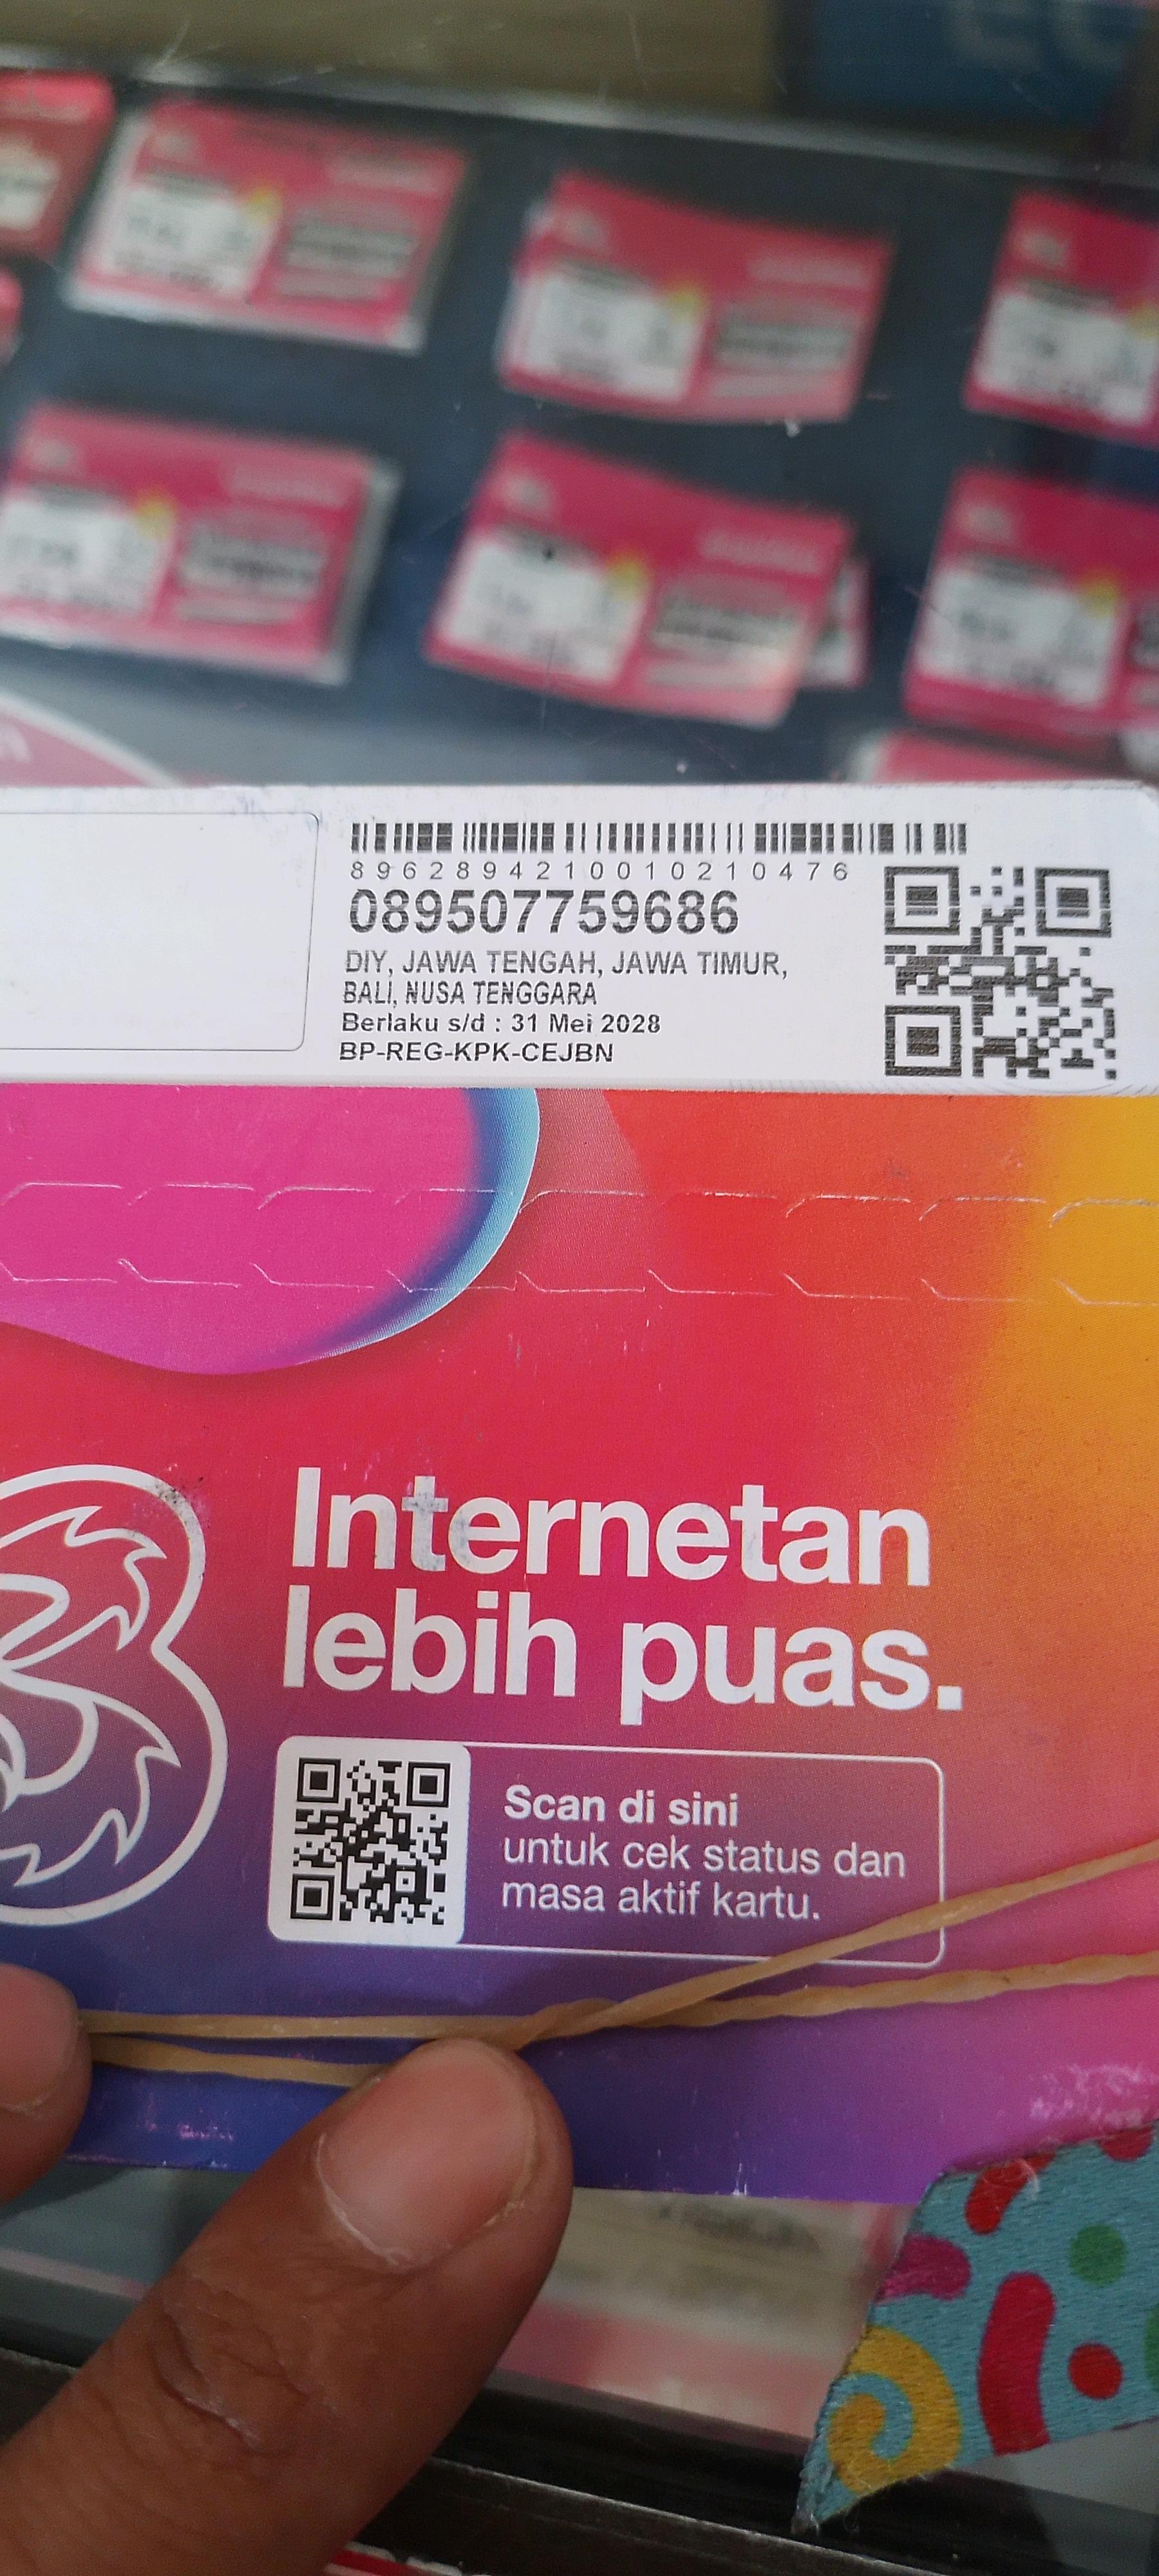 8962894210010210476
089507759686
DIY, JAWA TENGAH, JAWA TIMUR,
BALI, NUSA TENGGARA
Berlaku s/d : 31 Mei 2028
BP-REG-KPK-CEJBN
3
Internetan
lebih puas.
Scan di sini
untuk cek status dan
masa aktif kartu.